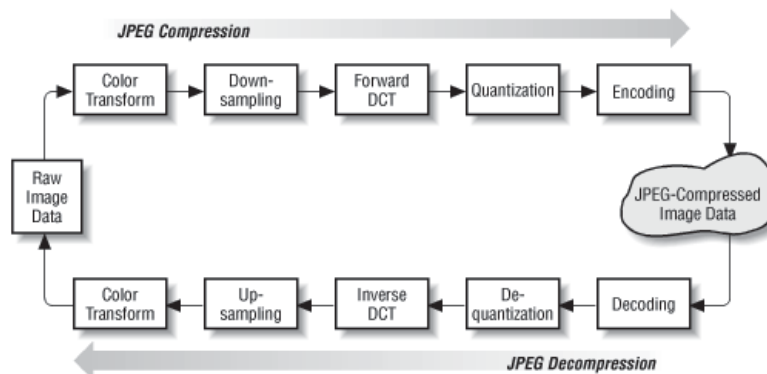 JPEG Compression
Color
Transform
Down-
sampling
Forward
DCT
Quantization
Encoding
Raw
Image
Data
JPEG-Compressed
Image Data
Color
Transform
Up-
sampling
Inverse
DCT
De-
quantization
Decoding
JPEG Decompression